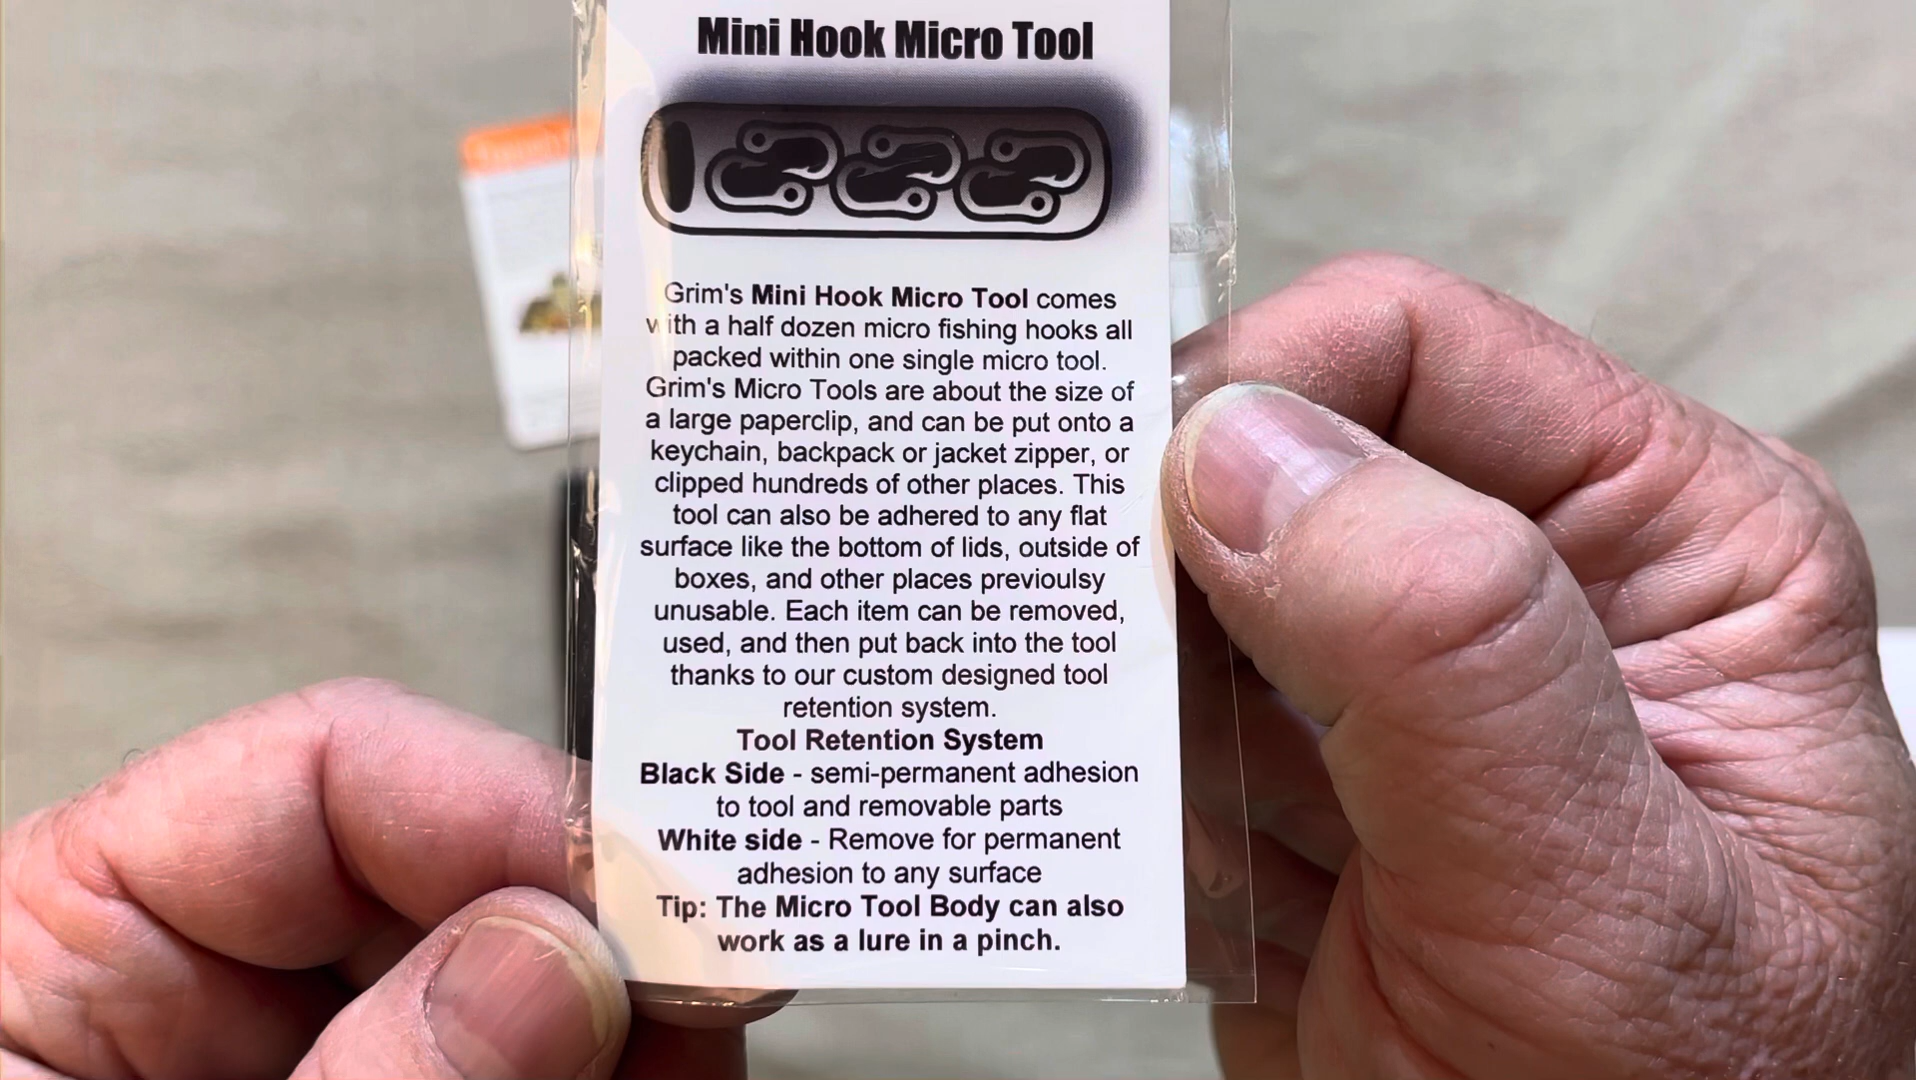 Mini Hook Micro Tool
Grim's Mini Hook Micro Tool comes
with a half dozen micro fishing hooks all
packed within one single micro tool.
Grim's Micro Tools are about the size of
a large paperclip, and can be put onto a
keychain, backpack or jacket zipper, or
clipped hundreds of other places. This
tool can also be adhered to any flat
surface like the bottom of lids, outside of
boxes, and other places previoulsy
unusable. Each item can be removed,
used, and then put back into the tool
thanks to our custom designed tool
retention system.
Tool Retention System
Black Side - semi-permanent adhesion
to tool and removable parts
White side - Remove for permanent
adhesion to any surface
Tip: The Micro Tool Body can also
work as a lure in a pinch.